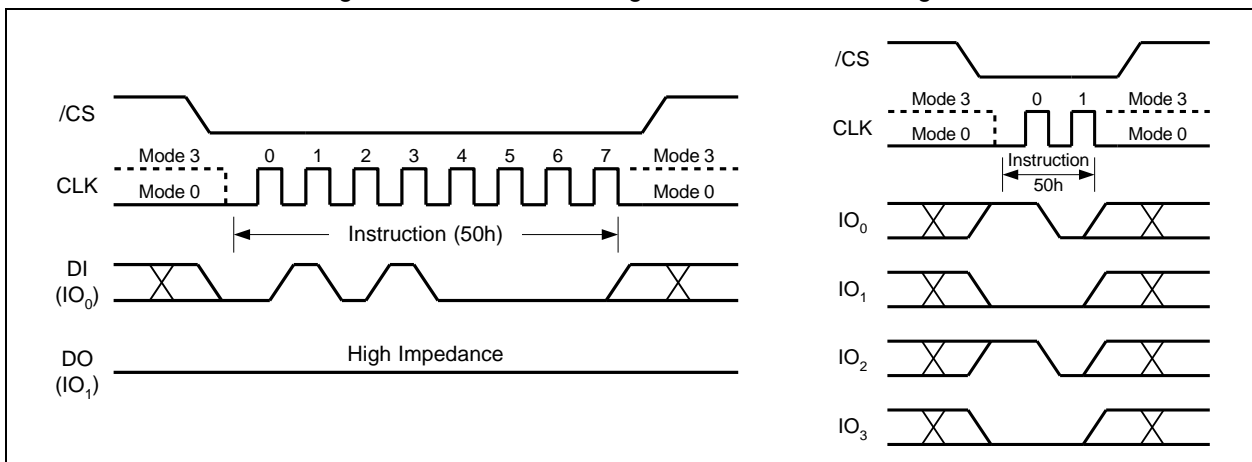 /CS
Mode 3 0 1 2 3 4 5 6 7 Mode 3
CLK
Mode 0 Mode 0
Instruction (50h)
DI
(IO0)
DO
(IO1)
High Impedance
/CS
Mode 3 0 1 Mode 3
CLK
Mode 0 Mode 0
Instruction
50h
IO0
IO1
IO2
IO3